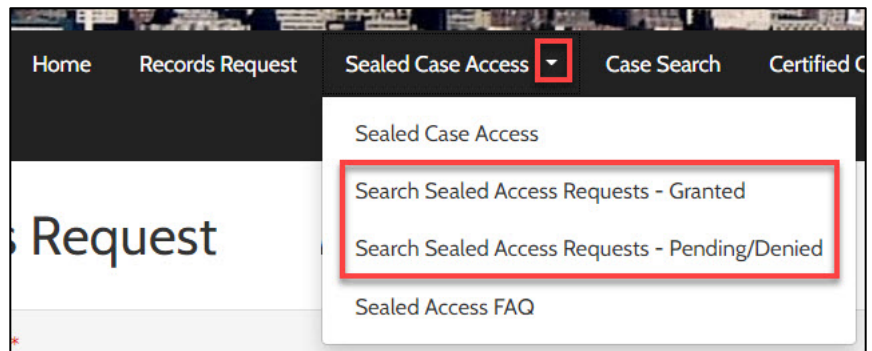 Home Records Request Sealed Case Access Case Search Certified C
Sealed Case Access
Search Sealed Access Requests - Granted
Request
Search Sealed Access Requests - Pending/Denied
Sealed Access FAQ
*